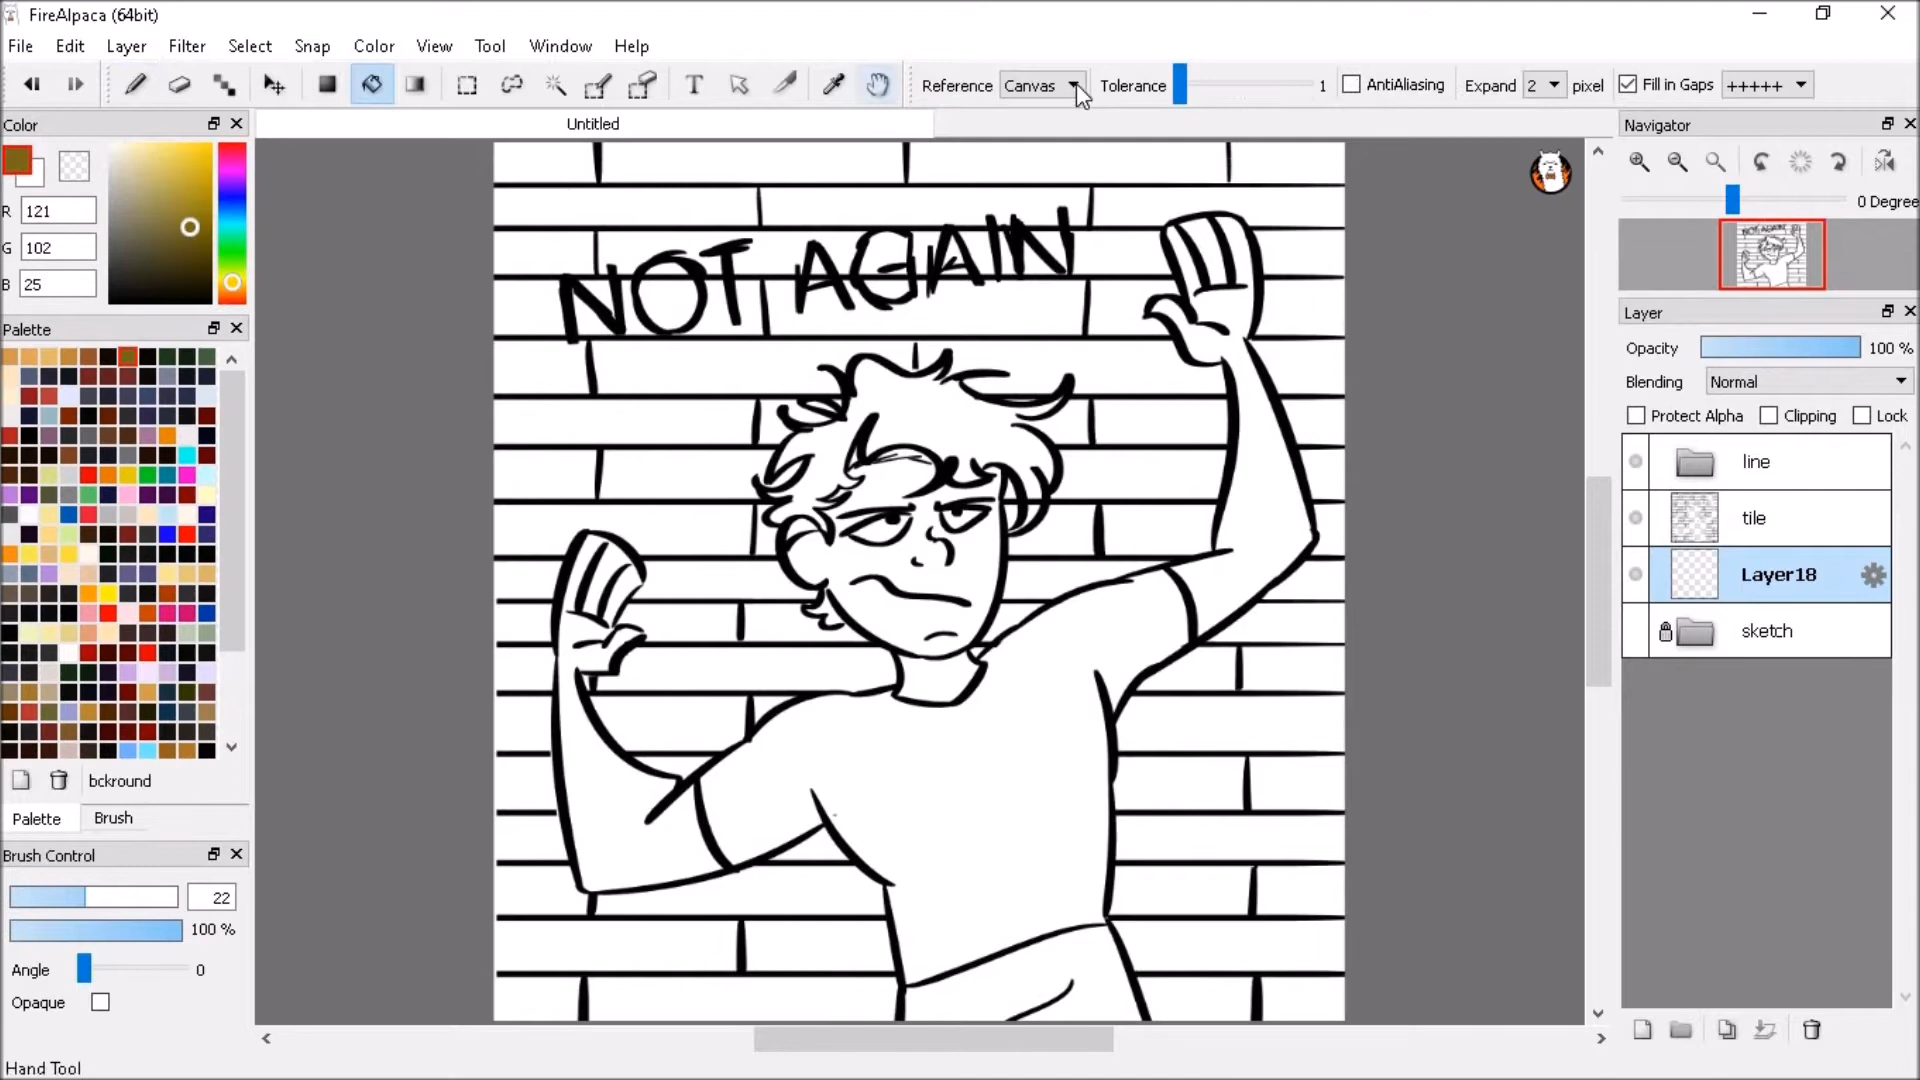 FireAlpaca (64bit)
File Edit Layer Filter Select Snap Color View Tool Window Help
Reference Canvas Tolerance 1 AntiAliasing Expand 2 pixel Fill in Gaps +++++
Color
Untitled
Navigator
R 121
G 102
B 25
0 Degree
NOT AGAIN
Palette
Layer
Opacity 100 %
Blending Normal
Protect Alpha Clipping Lock
line
tile
Layer18
sketch
bckround
Palette Brush
Brush Control
22
100 %
Angle 0
Opaque
Hand Tool